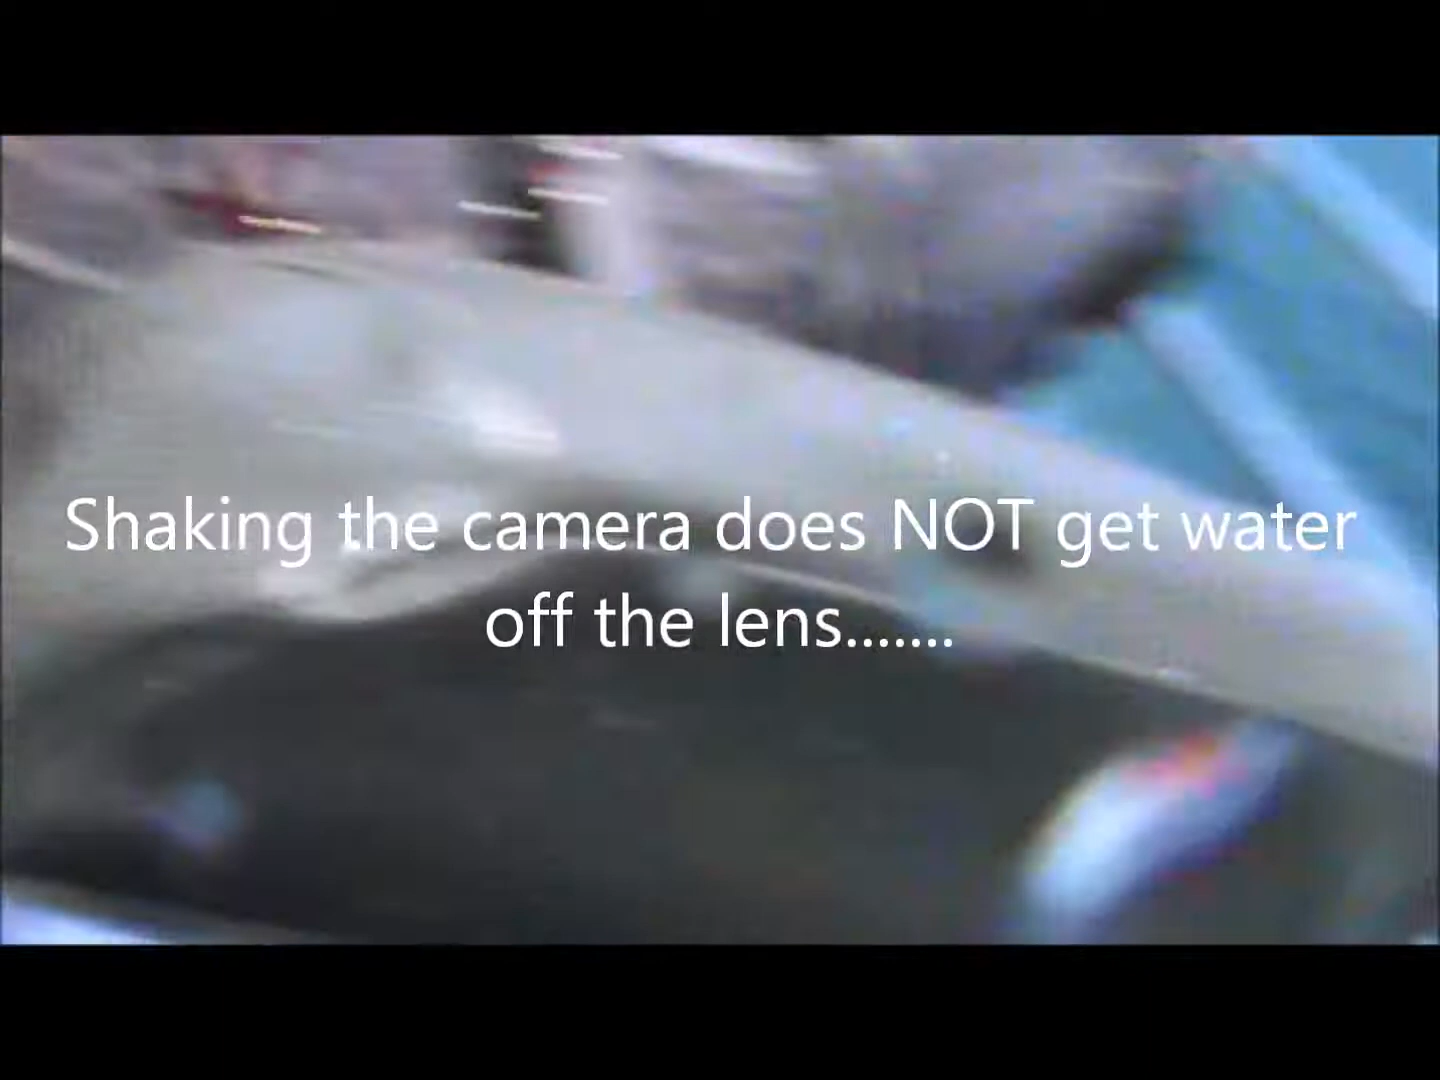 Shaking the camera does NOT get water
off the lens.......